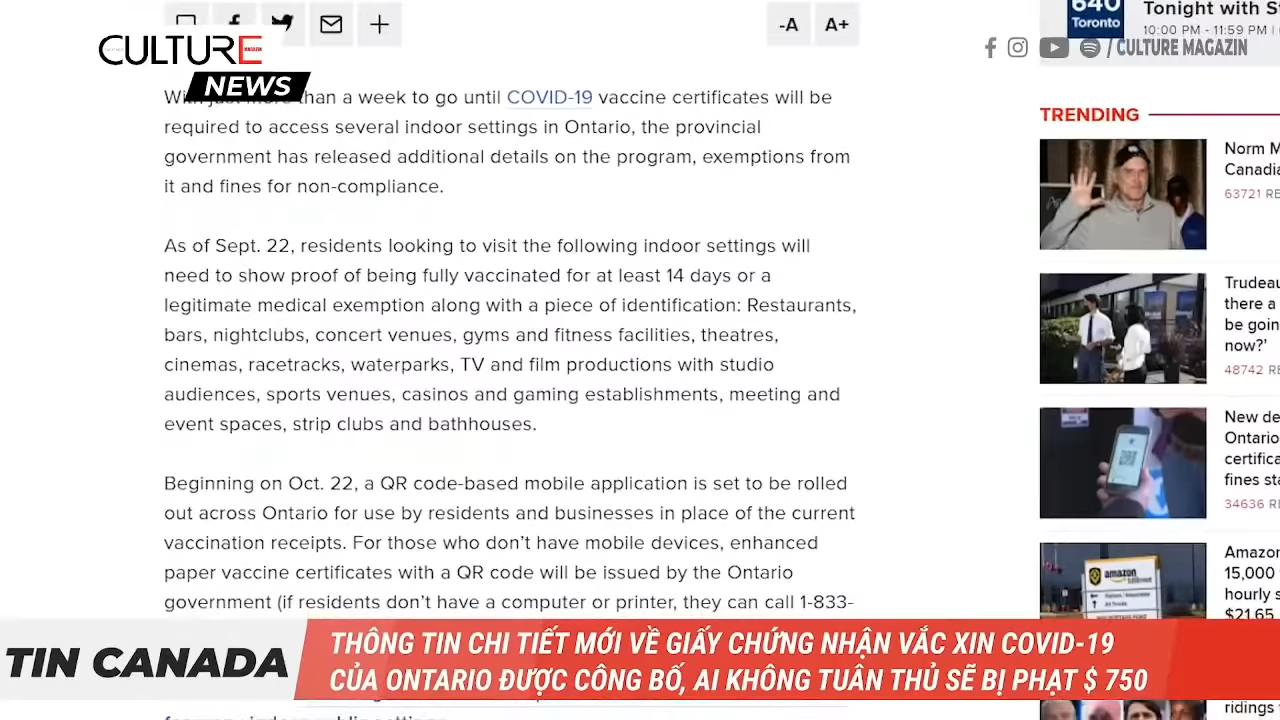 -A A+
640
Toronto
Tonight with
10:00 PM - 11:59 PM
CULTURE
MAGAZIN
NEWS
/ CULTURE MAGAZIN
With just more than a week to go until COVID-19 vaccine certificates will be
required to access several indoor settings in Ontario, the provincial
government has released additional details on the program, exemptions from
it and fines for non-compliance.
As of Sept. 22, residents looking to visit the following indoor settings will
need to show proof of being fully vaccinated for at least 14 days or a
legitimate medical exemption along with a piece of identification: Restaurants,
bars, nightclubs, concert venues, gyms and fitness facilities, theatres,
cinemas, racetracks, waterparks, TV and film productions with studio
audiences, sports venues, casinos and gaming establishments, meeting and
event spaces, strip clubs and bathhouses.
Beginning on Oct. 22, a QR code-based mobile application is set to be rolled
out across Ontario for use by residents and businesses in place of the current
vaccination receipts. For those who don’t have mobile devices, enhanced
paper vaccine certificates with a QR code will be issued by the Ontario
government (if residents don't have a computer or printer, they can call 1-833-
TRENDING
Norm M
Canadia
63721 RE
Trudeau
there a
be goin
now?'
48742 RE
New de
Ontario
certifica
fines sta
34636 RE
amazon
Amazon
15,000
hourly s
$21.65
ridings
TIN CANADA
THÔNG TIN CHI TIẾT MỚI VỀ GIẤY CHỨNG NHẬN VẮC XIN COVID-19
CỦA ONTARIO ĐƯỢC CÔNG BỐ, AI KHÔNG TUÂN THỦ SẼ BỊ PHẠT $ 750